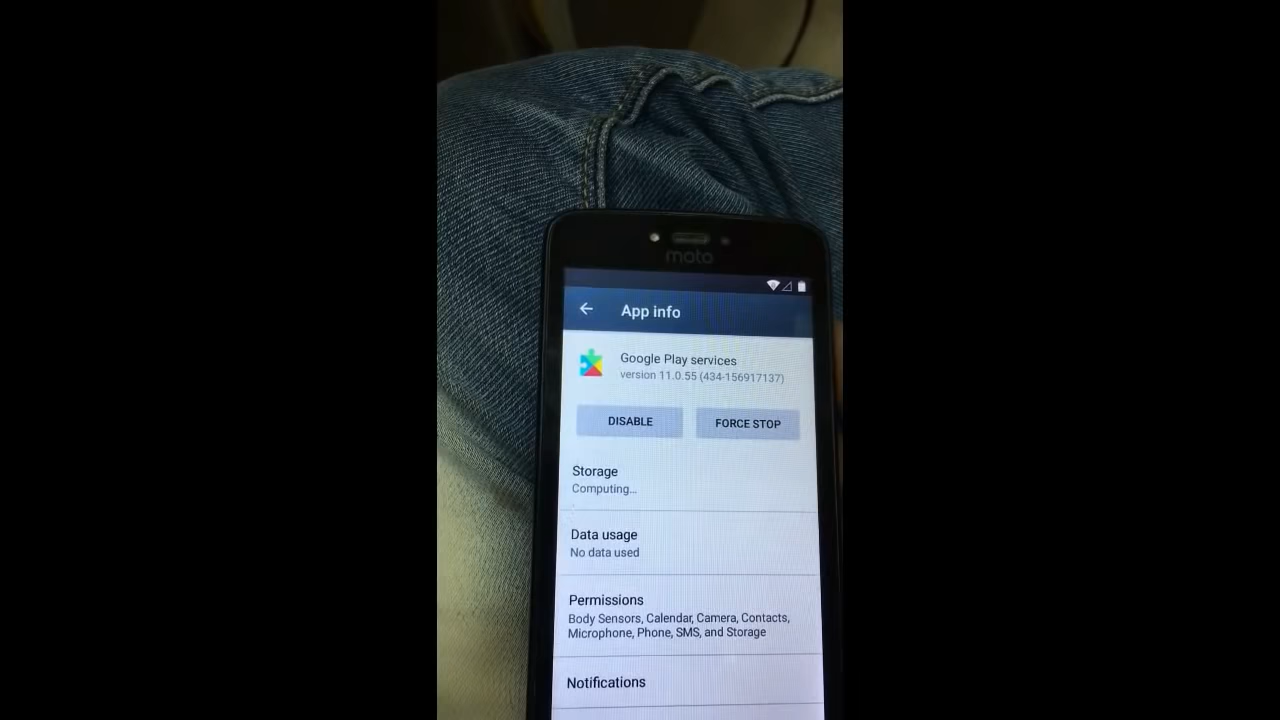 moto
App info
Google Play services
version 11.0.55 (434-156917137)
DISABLE
FORCE STOP
Storage
Computing...
Data usage
No data used
Permissions
Body Sensors, Calendar, Camera, Contacts,
Microphone, Phone, SMS, and Storage
Notifications